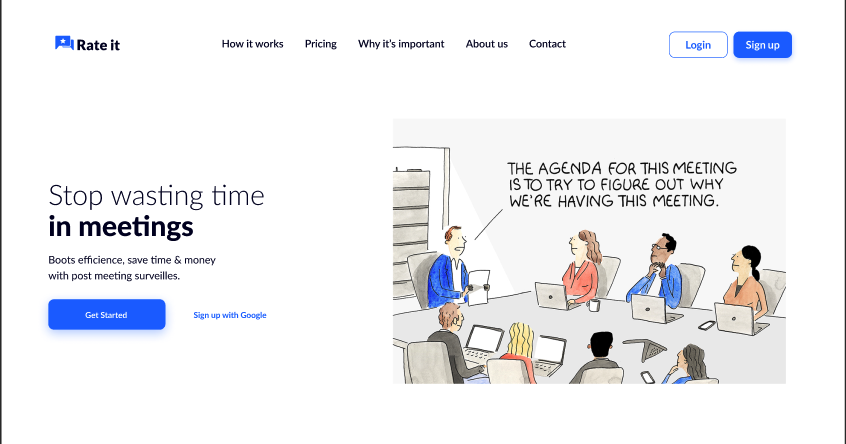 Rate it
How it works
Pricing
Why it's important
About us
Contact
Login
Sign up
Stop wasting time
in meetings
Boots efficience, save time & money
with post meeting surveilles.
Get Started
Sign up with Google
THE AGENDA FOR THIS MEETING
IS TO TRY TO FIGURE OUT WHY
WE'RE HAVING THIS MEETING.